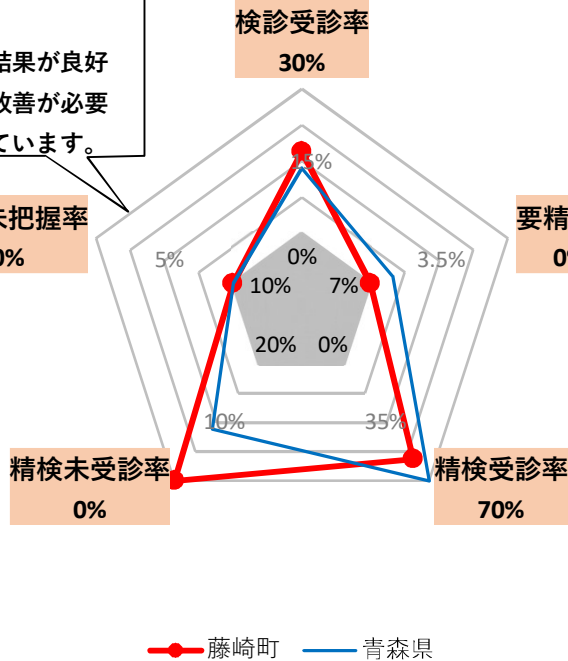 検診受診率
30%
結果が良好
改善が必要
ています。
15%
未把握率
0%
要精
0%
5%
3.5%
0%
10%
7%
20%
0%
10%
35%
精検未受診率
0%
精検受診率
70%
藤崎町
青森県